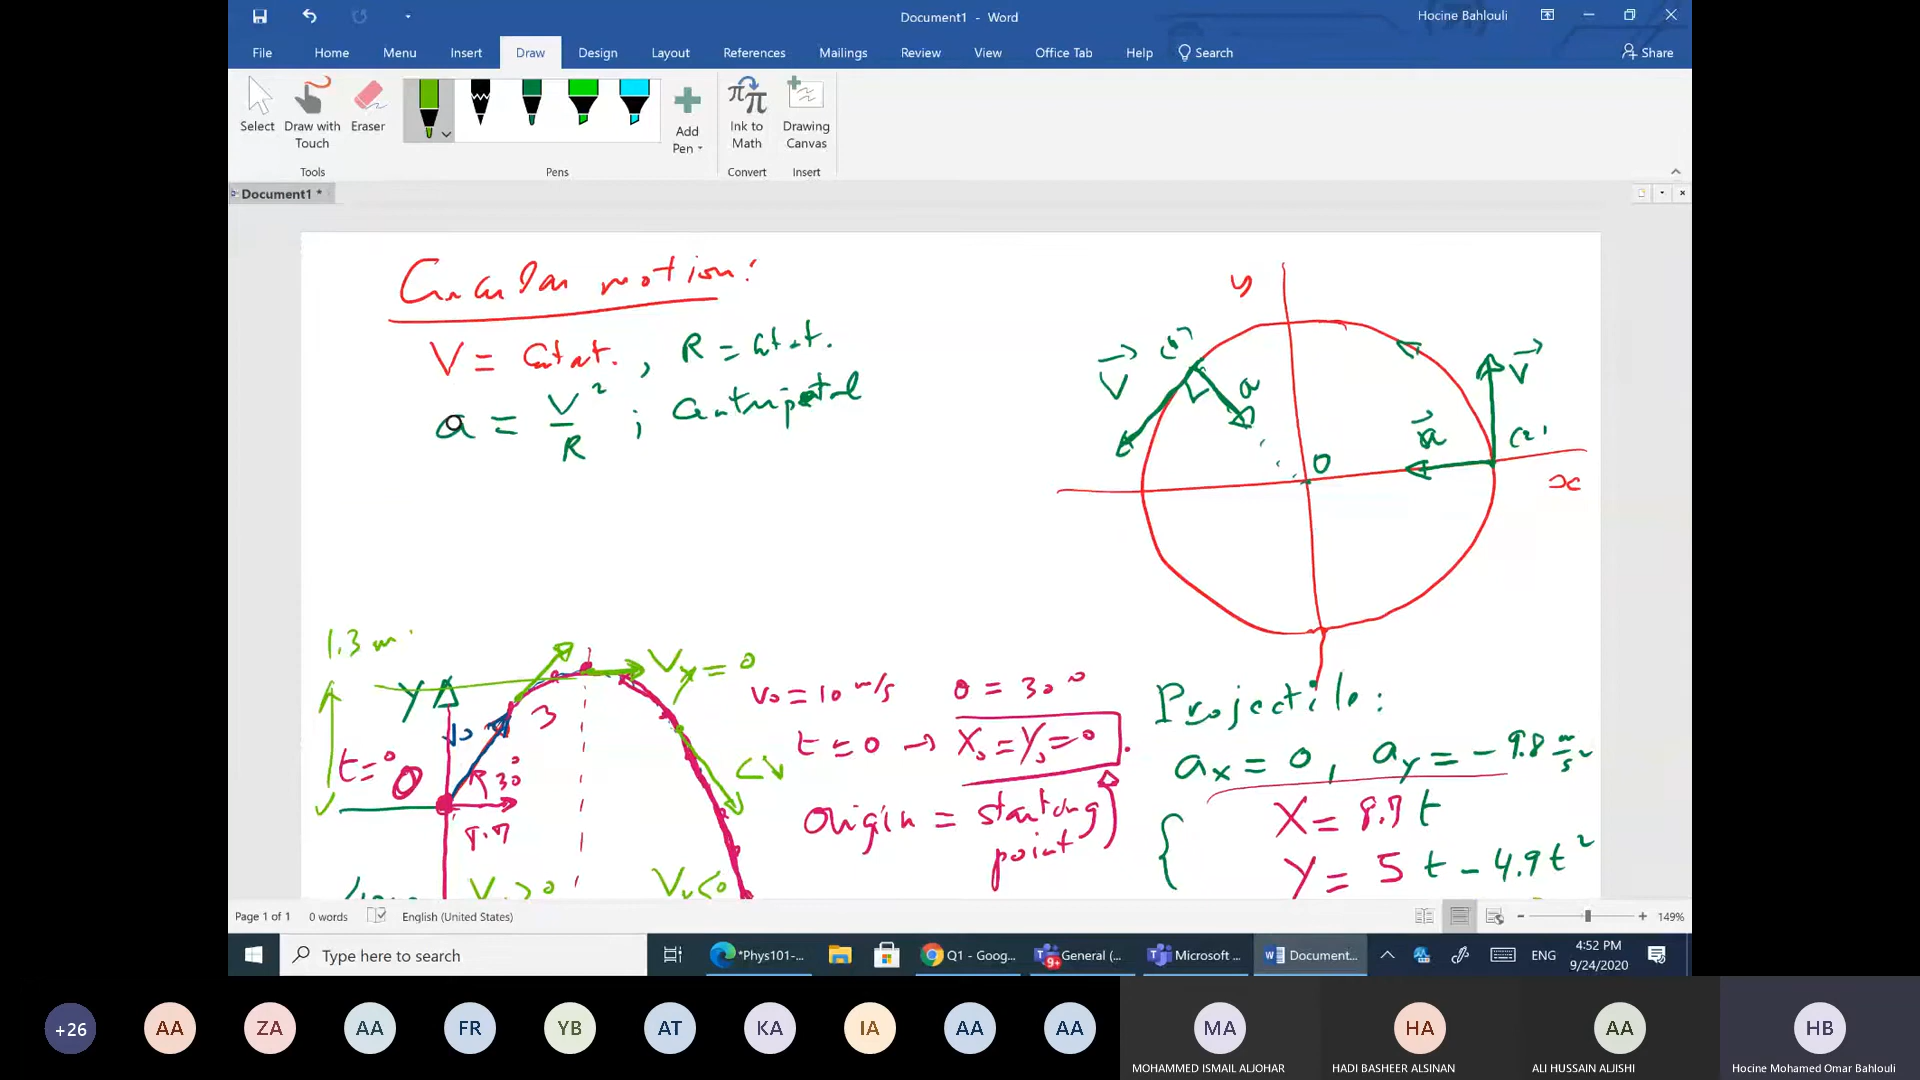 Document1 - Word
Hocine Bahlouli
File Home Menu Insert Draw Design Layout References Mailings Review View Office Tab Help Search Share
Select
Draw with Touch
Eraser
Add Pen
Ink to Math
Drawing Canvas
Tools
Pens
Convert
Insert
Document1 *
Circular motion:
V = Cstat. , R = Cstat.
a = V² / R ; Centripetal
y
V
a
V
a
O
x
1.3 m
Y
Vx = 0
3
V0
t = 0
30°
8.7
V0 = 10 m/s θ = 30°
t = 0 → X0 = Y0 = 0
origin = starting point
Projectile:
ax = 0, ay = -9.8 m/s²
X = 8.7 t
Y = 5 t - 4.9 t²
Page 1 of 1
0 words
English (United States)
149%
Type here to search
*Phys101-...
Q1 - Goog...
9+
General (...
Microsoft ...
Document...
ENG
4:52 PM
9/24/2020
+26
AA
ZA
AA
FR
YB
AT
KA
IA
AA
AA
MA
HA
AA
HB
MOHAMMED ISMAIL ALJOHAR
HADI BASHEER ALSINAN
ALI HUSSAIN ALJISHI
Hocine Mohamed Omar Bahlouli